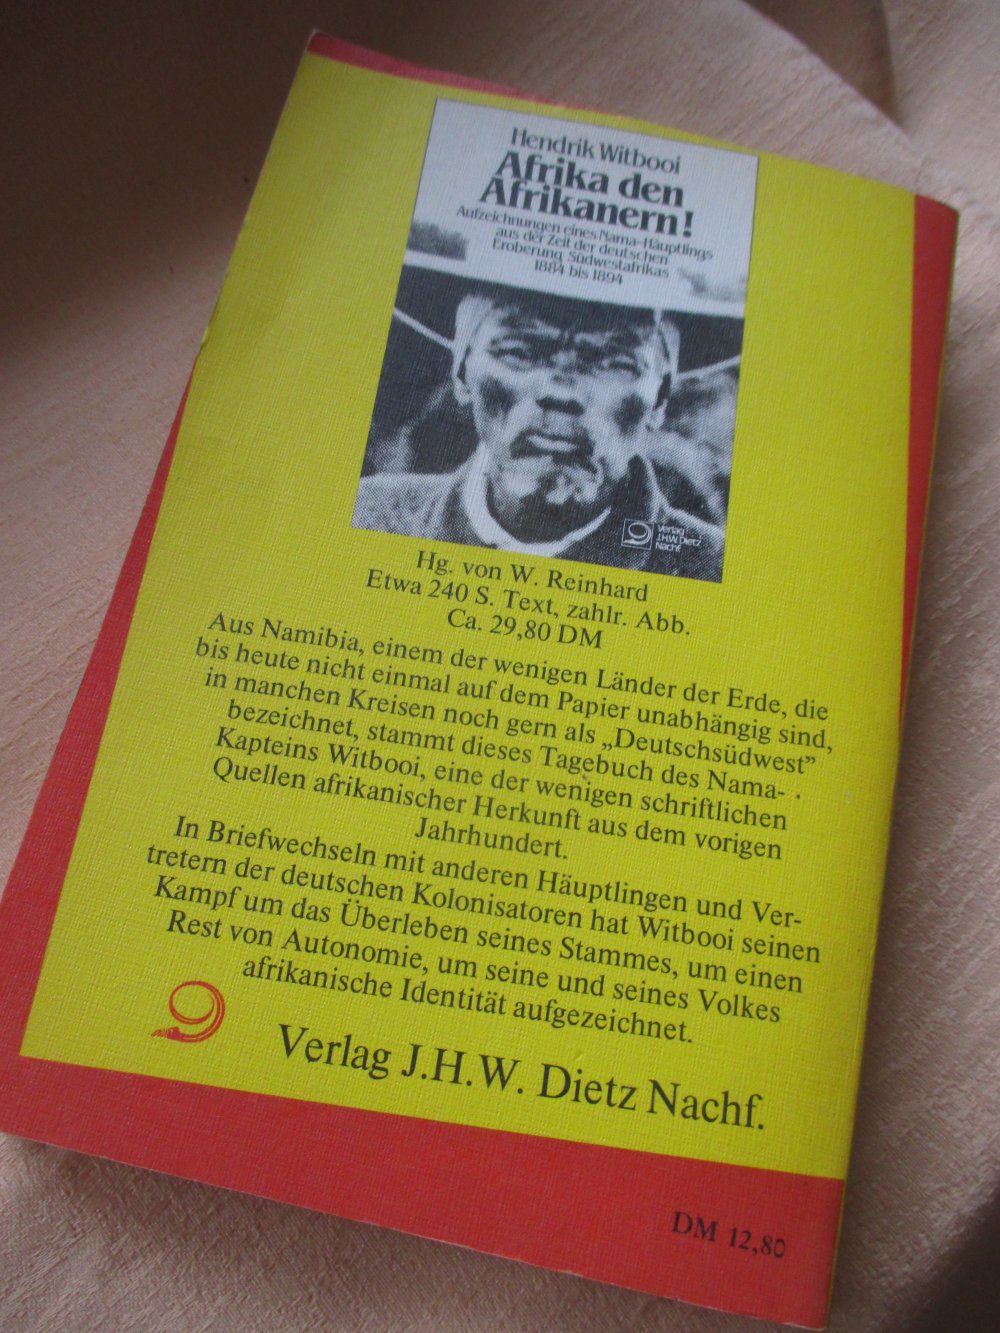 Hendrik Witbooi
Afrika den
Afrikanern!
Aufzeichnungen eines Nama-Häuptlings
aus der Zeit der deutschen
Eroberung Südwestafrikas
1884 bis 1894
Verlag
J.H.W. Dietz
Nachf.
Hg. von W. Reinhard
Etwa 240 S. Text, zahlr. Abb.
Ca. 29,80 DM
Aus Namibia, einem der wenigen Länder der Erde, die
bis heute nicht einmal auf dem Papier unabhängig sind,
in manchen Kreisen noch gern als „Deutschsüdwest”
bezeichnet, stammt dieses Tagebuch des Nama-
Kapteins Witbooi, eine der wenigen schriftlichen
Quellen afrikanischer Herkunft aus dem vorigen
Jahrhundert.
In Briefwechseln mit anderen Häuptlingen und Ver-
tretern der deutschen Kolonisatoren hat Witbooi seinen
Kampf um das Überleben seines Stammes, um einen
Rest von Autonomie, um seine und seines Volkes
afrikanische Identität aufgezeichnet.
Verlag J.H.W. Dietz Nachf.
DM 12,80